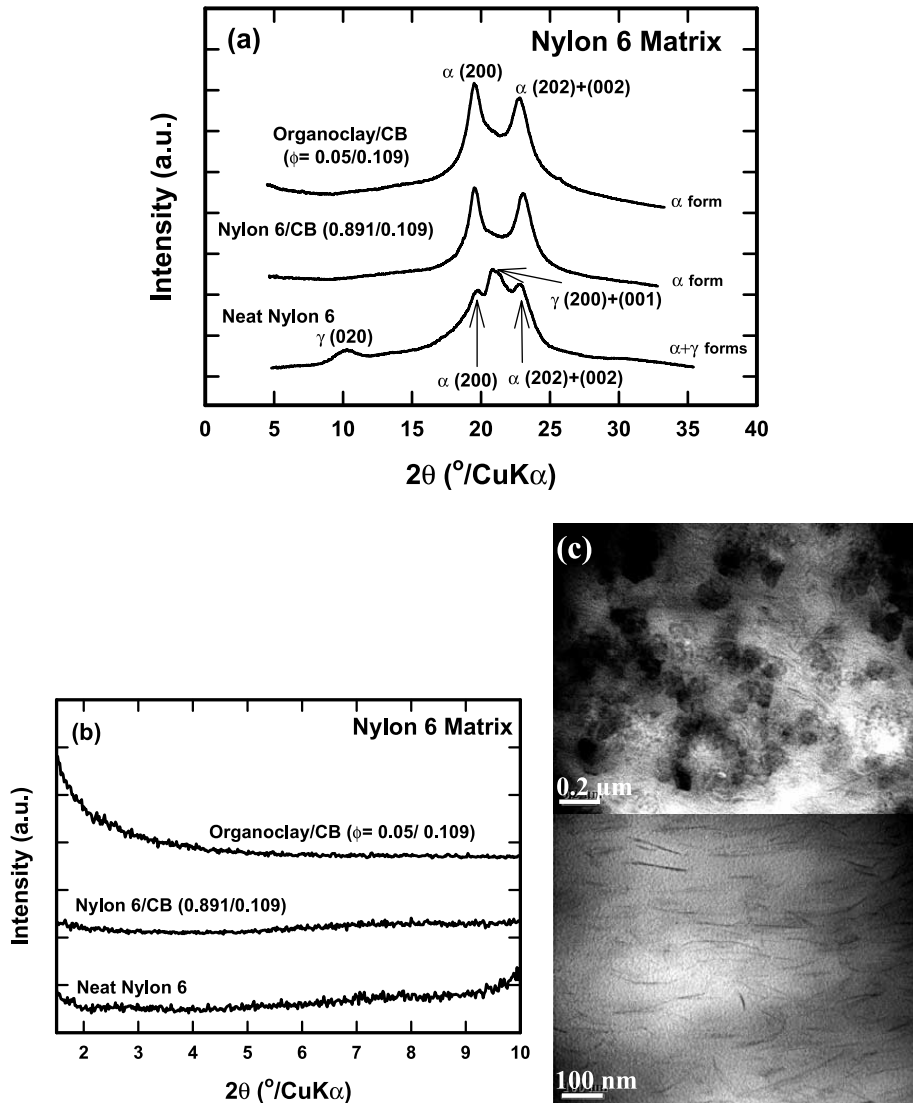 (a)
Nylon 6 Matrix
α (200)
α (202)+(002)
Organoclay/CB
(ϕ= 0.05/0.109)
α form
Nylon 6/CB (0.891/0.109)
α form
γ (200)+(001)
Neat Nylon 6
γ (020)
α+γ forms
α (200)
α (202)+(002)
Intensity (a.u.)
0 5 10 15 20 25 30 35 40
2θ (°/CuKα)
(b)
Nylon 6 Matrix
Organoclay/CB (ϕ= 0.05/ 0.109)
Nylon 6/CB (0.891/0.109)
Neat Nylon 6
Intensity (a.u.)
2 3 4 5 6 7 8 9 10
2θ (°/CuKα)
(c)
0.2 µm
100 nm